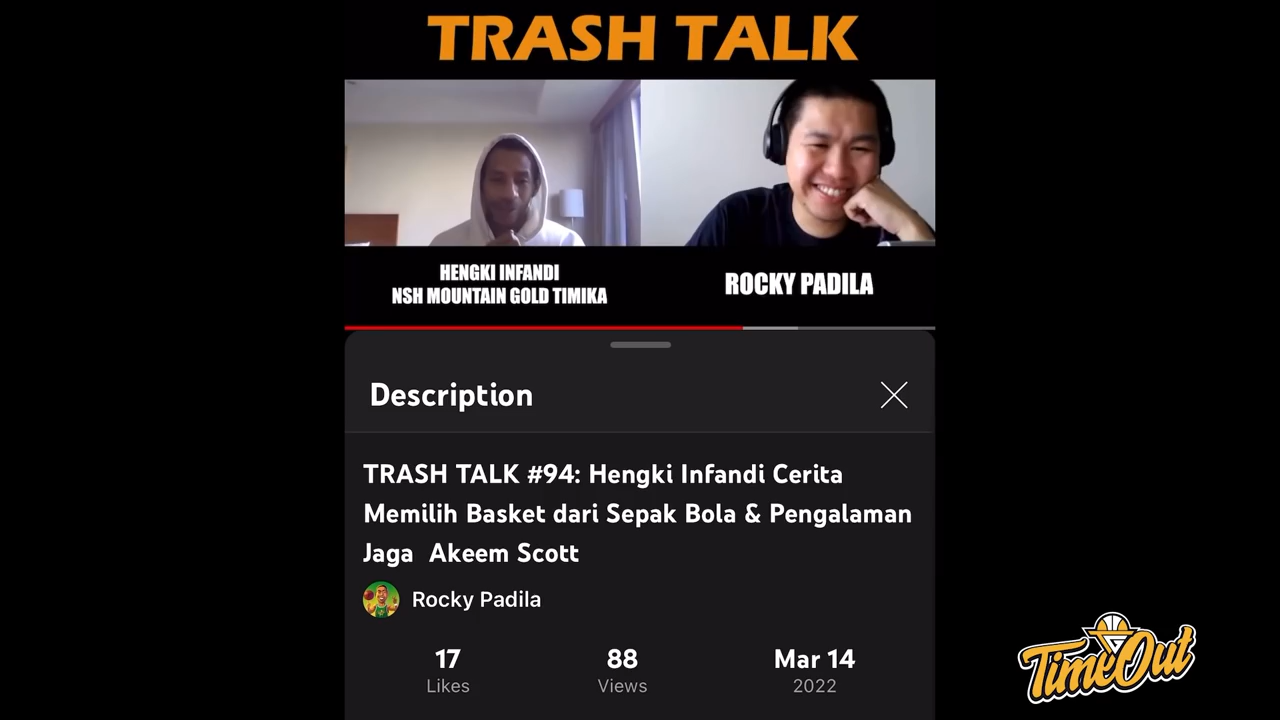 TRASH TALK
HENGKI INFANDI
NSH MOUNTAIN GOLD TIMIKA
ROCKY PADILA
Description
TRASH TALK #94: Hengki Infandi Cerita
Memilih Basket dari Sepak Bola & Pengalaman
Jaga Akeem Scott
Rocky Padila
17
Likes
88
Views
Mar 14
2022
TimeOut